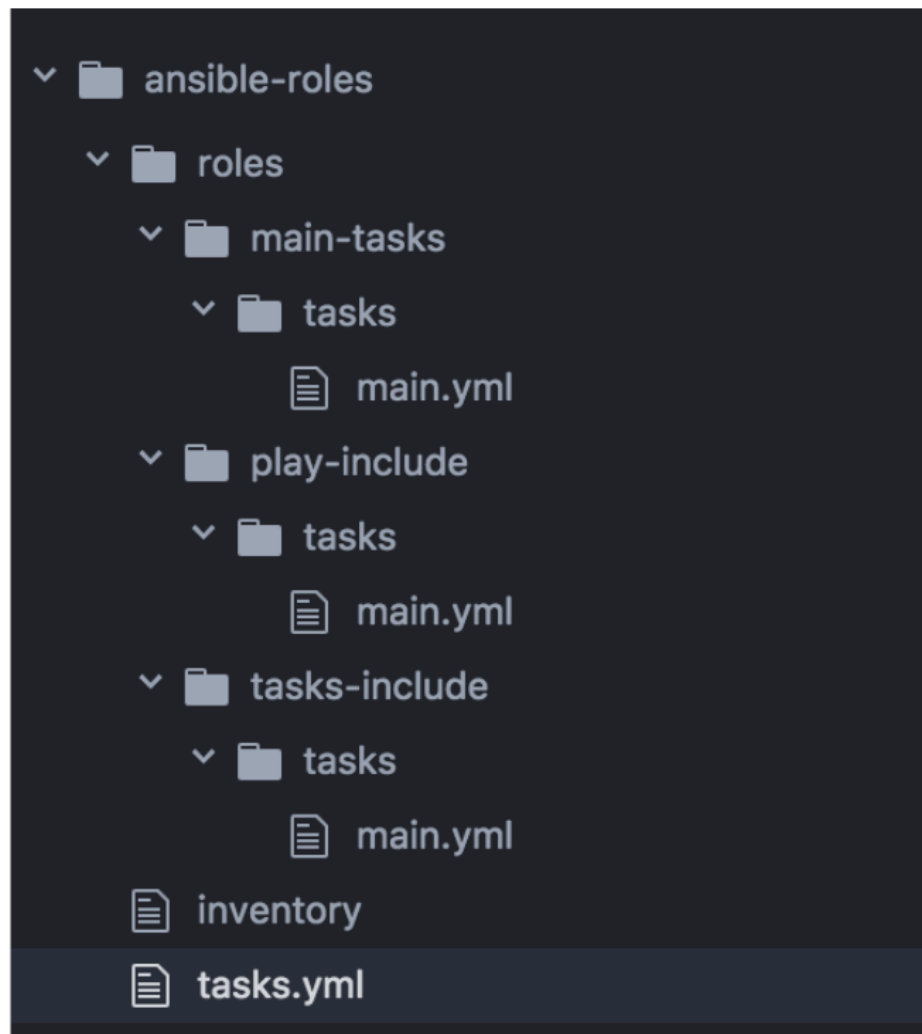 ansible-roles
roles
main-tasks
tasks
main.yml
play-include
tasks
main.yml
tasks-include
tasks
main.yml
inventory
tasks.yml